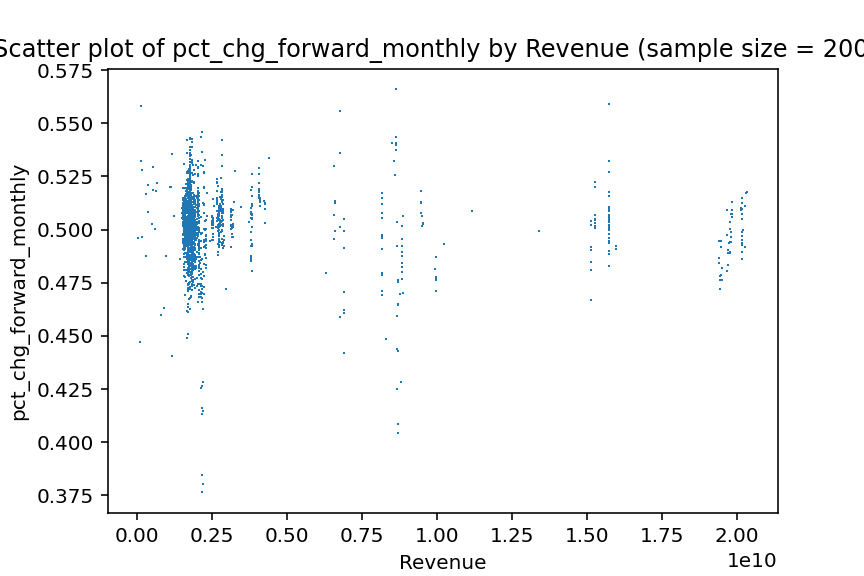 Scatter plot of pct_chg_forward_monthly by Revenue (sample size = 200
0.575
0.550
0.525
0.500
0.475
0.450
0.425
0.400
0.375
pct_chg_forward_monthly
0.00 0.25 0.50 0.75 1.00 1.25 1.50 1.75 2.00
1e10
Revenue